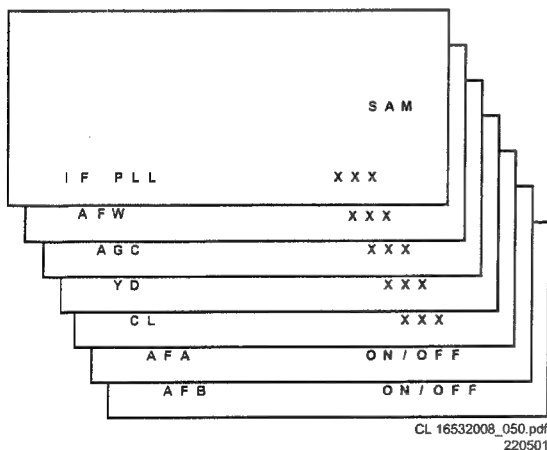 SAM
IF PLL XXX
AFW XXX
AGC XXX
YD XXX
CL XXX
AFA ON/OFF
AFB ON/OFF
CL 16532008_050.pdf
220501